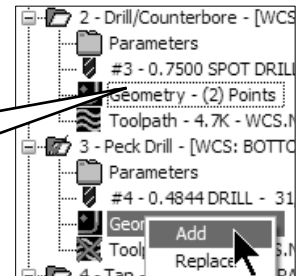 2 - Drill/Counterbore - [WCS
Parameters
#3 - 0.7500 SPOT DRILL
Geometry - (2) Points
Toolpath - 4.7K - WCS.N
3 - Peck Drill - [WCS: BOTTO
Parameters
#4 - 0.4844 DRILL - 31
Geor
Add
Tool
Replace
4 - Tap -